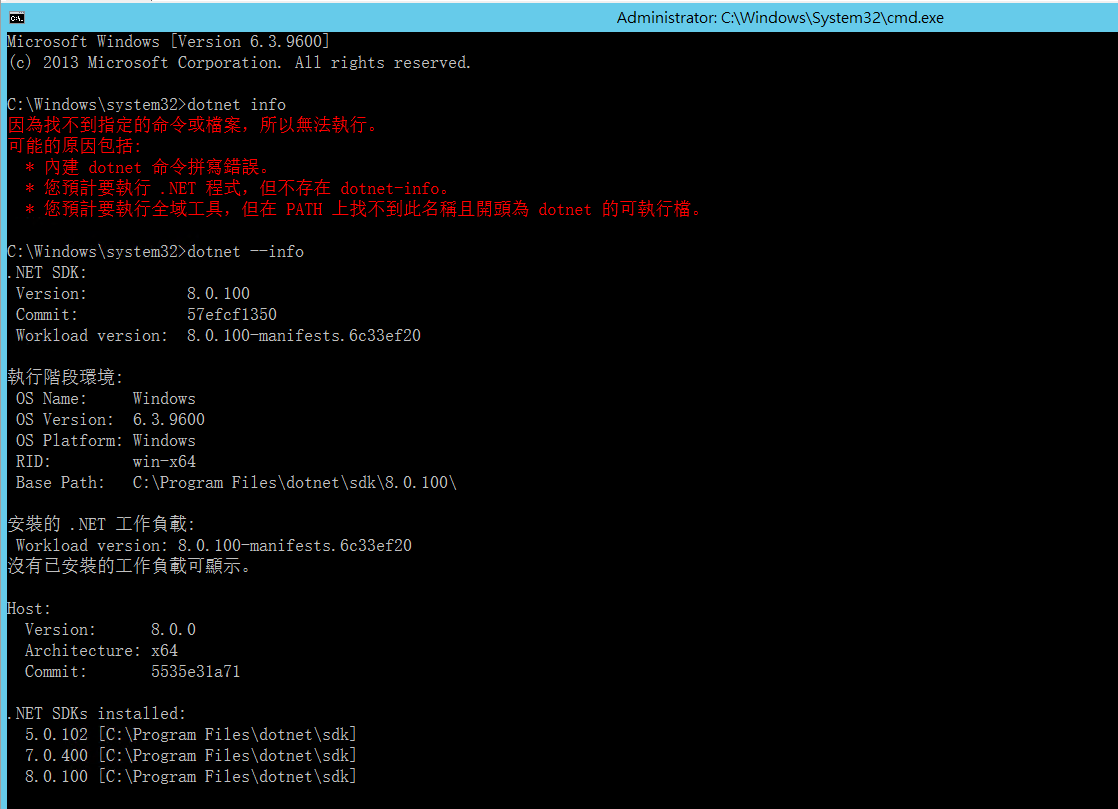 Administrator: C:\Windows\System32\cmd.exe
Microsoft Windows [Version 6.3.9600]
(c) 2013 Microsoft Corporation. All rights reserved.
C:\Windows\system32>dotnet info
因為找不到指定的命令或檔案，所以無法執行。
可能的原因包括:
* 內建 dotnet 命令拼寫錯誤。
* 您預計要執行 .NET 程式，但不存在 dotnet-info。
* 您預計要執行全域工具，但在 PATH 上找不到此名稱且開頭為 dotnet 的可執行檔。
C:\Windows\system32>dotnet --info
.NET SDK:
Version: 8.0.100
Commit: 57efcf1350
Workload version: 8.0.100-manifests.6c33ef20
執行階段環境:
OS Name: Windows
OS Version: 6.3.9600
OS Platform: Windows
RID: win-x64
Base Path: C:\Program Files\dotnet\sdk\8.0.100\
安裝的 .NET 工作負載:
Workload version: 8.0.100-manifests.6c33ef20
沒有已安裝的工作負載可顯示。
Host:
Version: 8.0.0
Architecture: x64
Commit: 5535e31a71
.NET SDKs installed:
5.0.102 [C:\Program Files\dotnet\sdk]
7.0.400 [C:\Program Files\dotnet\sdk]
8.0.100 [C:\Program Files\dotnet\sdk]